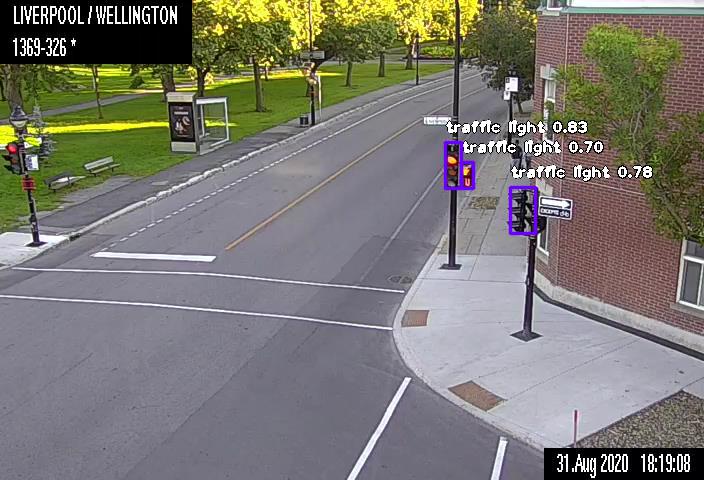 LIVERPOOL / WELLINGTON
1369-326 *
traffic light 0.83
traffic light 0.70
traffic light 0.78
EXCEPTÉ
31.Aug 2020 18:19:08